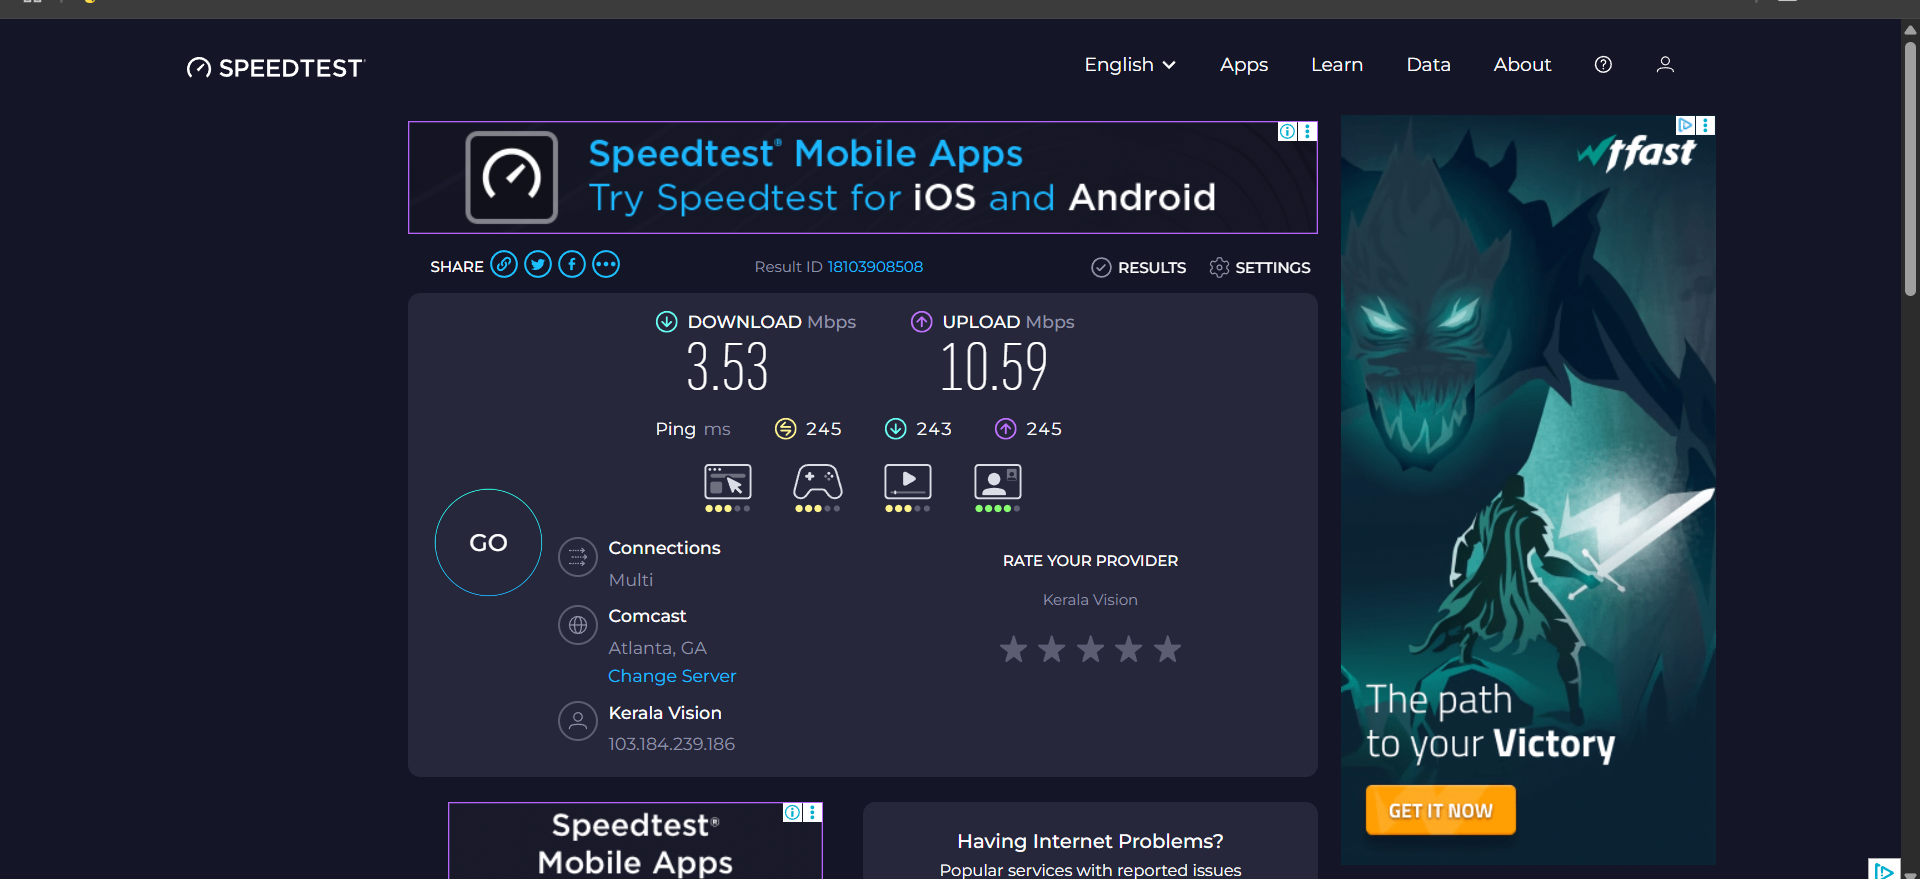 SPEEDTEST
English Apps Learn Data About
Speedtest® Mobile Apps
Try Speedtest for iOS and Android
wtfast
SHARE Result ID 18103908508 RESULTS SETTINGS
DOWNLOAD Mbps UPLOAD Mbps
3.53 10.59
Ping ms 245 243 245
GO
Connections
Multi
Comcast
Atlanta, GA
Change Server
Kerala Vision
103.184.239.186
RATE YOUR PROVIDER
Kerala Vision
The path
to your Victory
GET IT NOW
Speedtest®
Mobile Apps
Having Internet Problems?
Popular services with reported issues